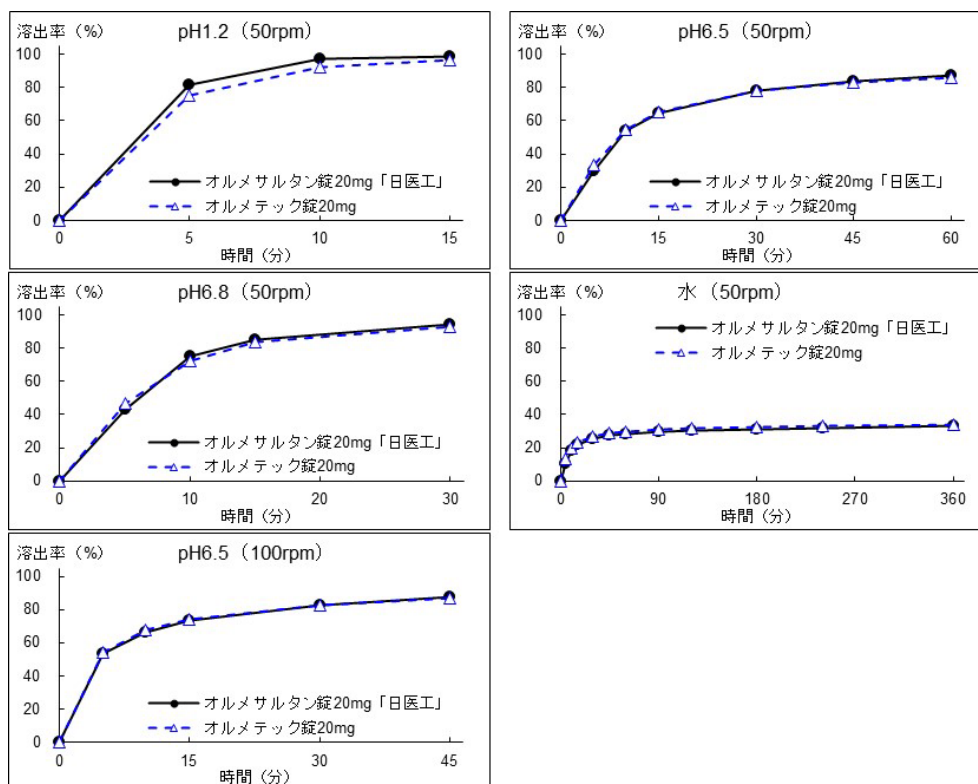 溶出率（%）
pH1.2（50rpm）
100
80
60
40
20
0
オルメサルタン錠20mg「日医工」
オルメテック錠20mg
0 5 10 15
時間（分）
溶出率（%）
pH6.5（50rpm）
100
80
60
40
20
0
オルメサルタン錠20mg「日医工」
オルメテック錠20mg
0 15 30 45 60
時間（分）
溶出率（%）
pH6.8（50rpm）
100
80
60
40
20
0
オルメサルタン錠20mg「日医工」
オルメテック錠20mg
0 10 20 30
時間（分）
溶出率（%）
水（50rpm）
100
80
60
40
20
0
オルメサルタン錠20mg「日医工」
オルメテック錠20mg
0 90 180 270 360
時間（分）
溶出率（%）
pH6.5（100rpm）
100
80
60
40
20
0
オルメサルタン錠20mg「日医工」
オルメテック錠20mg
0 15 30 45
時間（分）